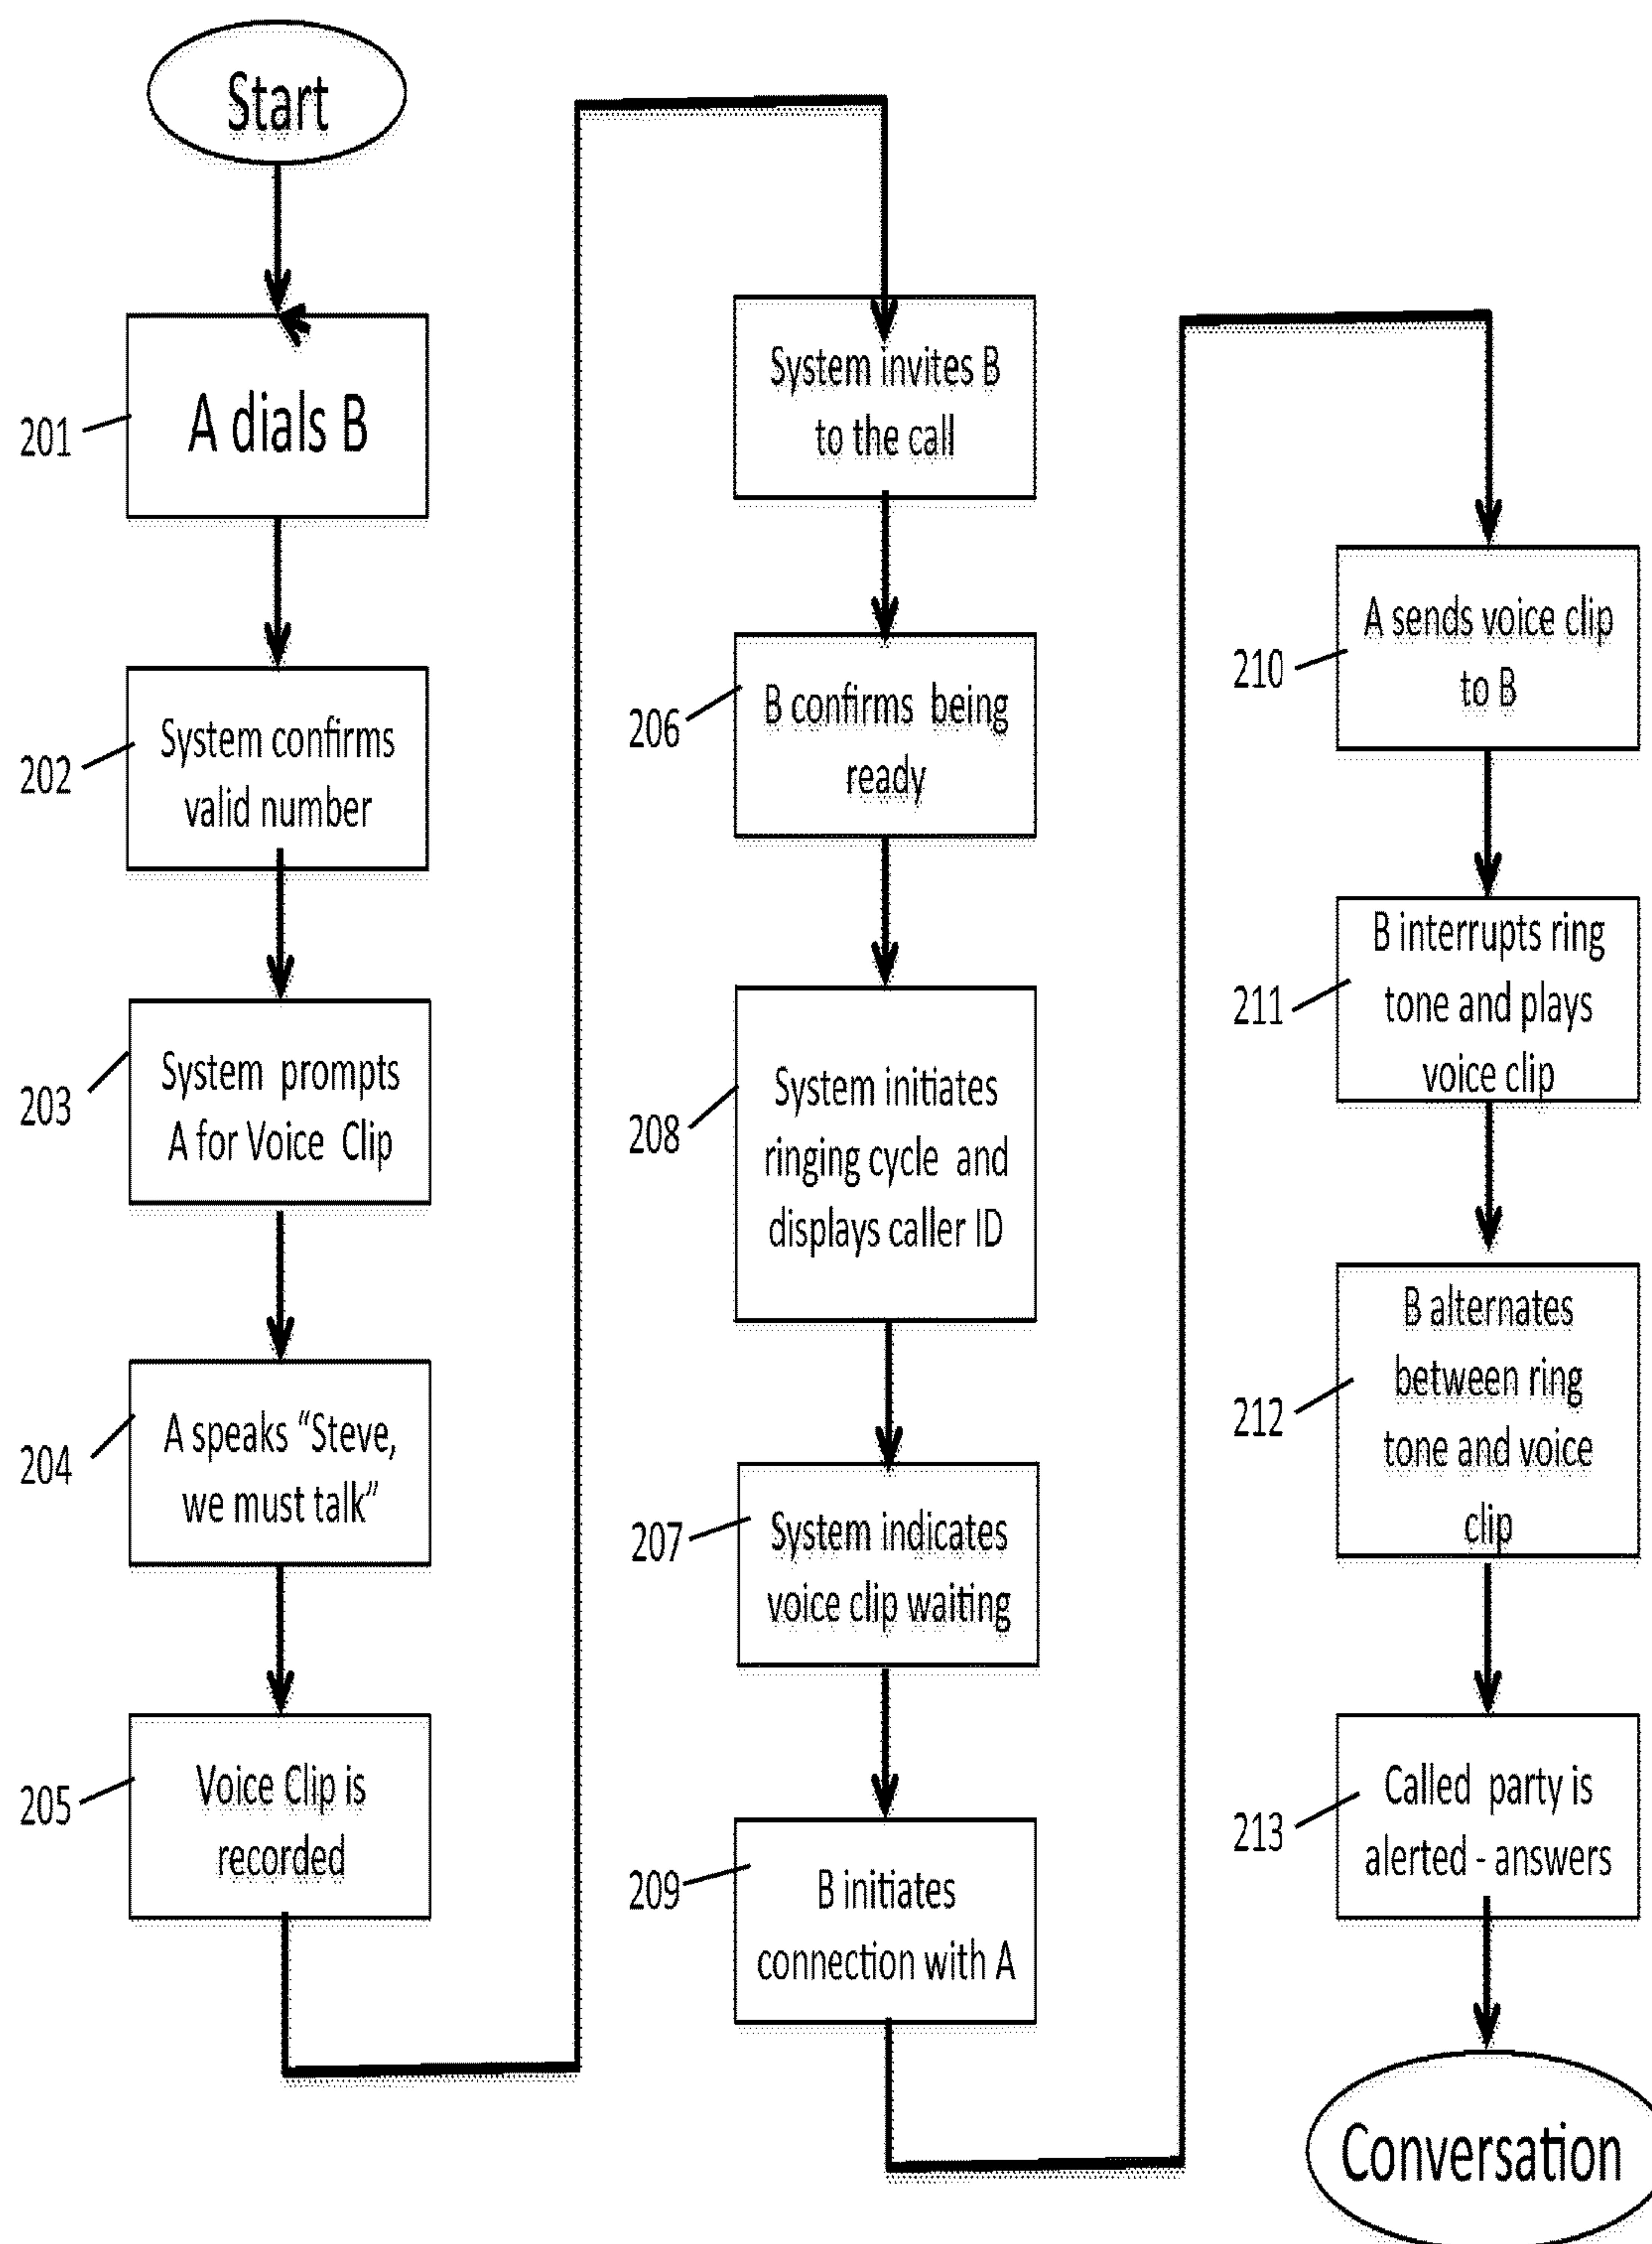 Start
201
A dials B
202
System confirms
valid number
203
System prompts
A for Voice Clip
204
A speaks “Steve,
we must talk”
205
Voice Clip is
recorded
System invites B
to the call
206
B confirms being
ready
208
System initiates
ringing cycle and
displays caller ID
207
System indicates
voice clip waiting
209
B initiates
connection with A
210
A sends voice clip
to B
211
B interrupts ring
tone and plays
voice clip
212
B alternates
between ring
tone and voice
clip
213
Called party is
alerted - answers
Conversation